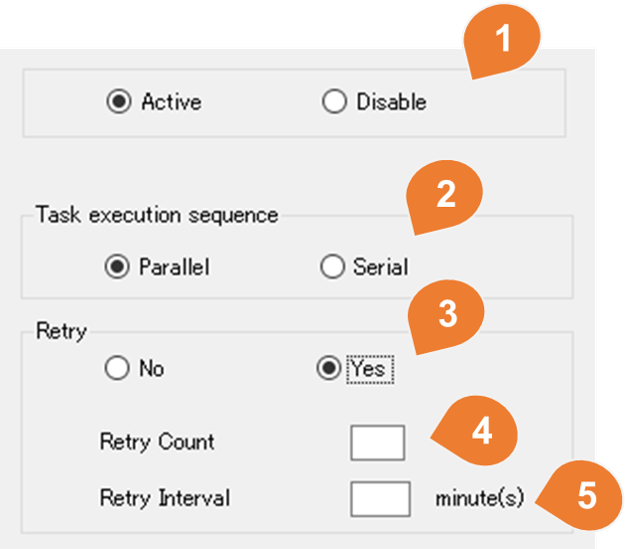 1
Active Disable
2
Task execution sequence
Parallel Serial
3
Retry
No Yes
Retry Count 4
Retry Interval minute(s) 5